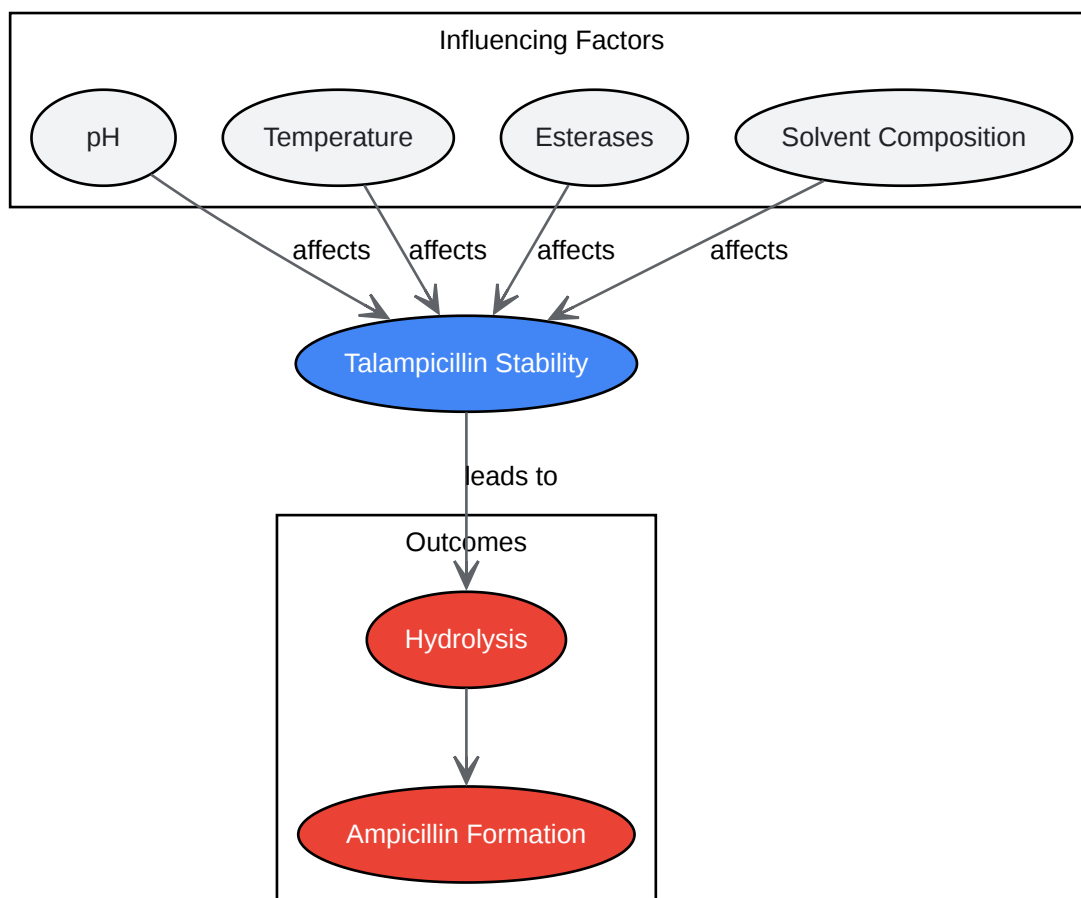 Influencing Factors
pH
Temperature
Esterases
Solvent Composition
affects
affects
affects
affects
Talampicillin Stability
leads to
Outcomes
Hydrolysis
Ampicillin Formation